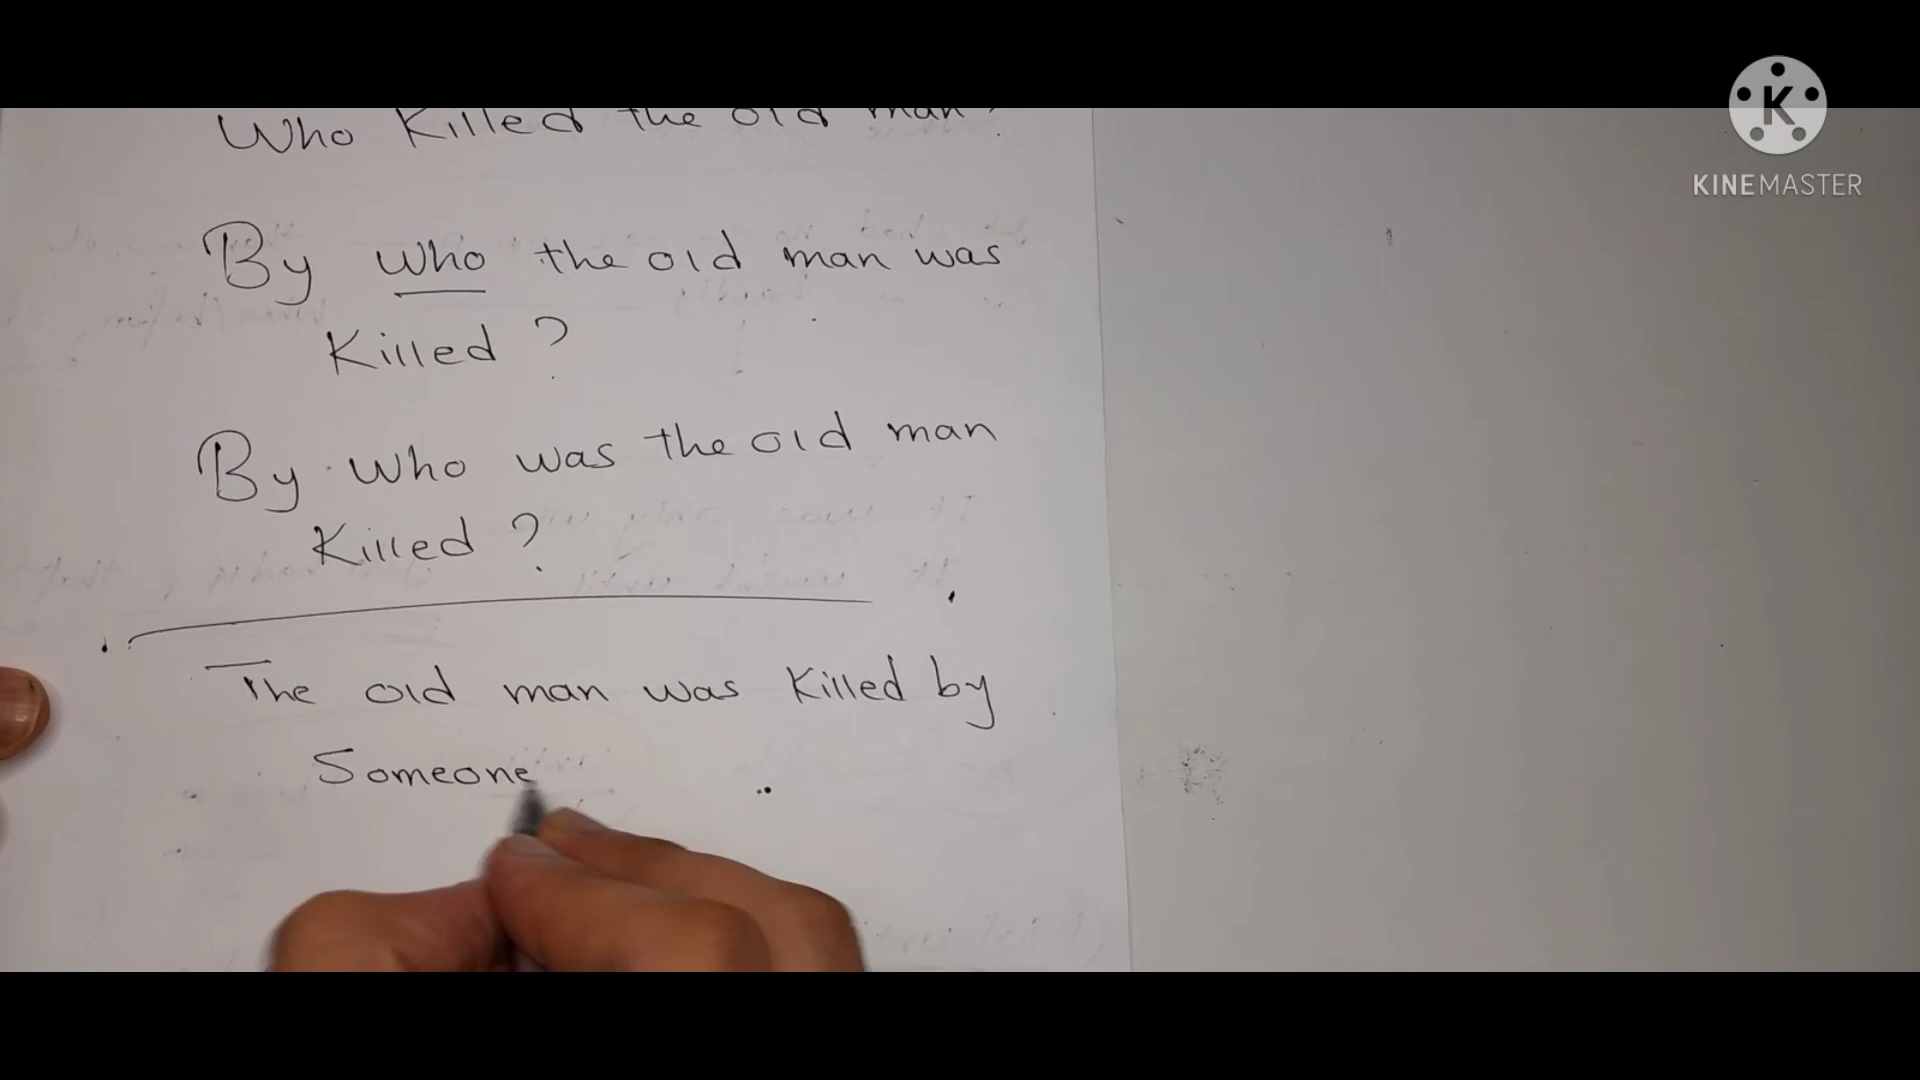 Who Killed the old man?
By who the old man was
Killed ?
By who was the old man
Killed ?
The old man was Killed by
Someone
K
KINEMASTER